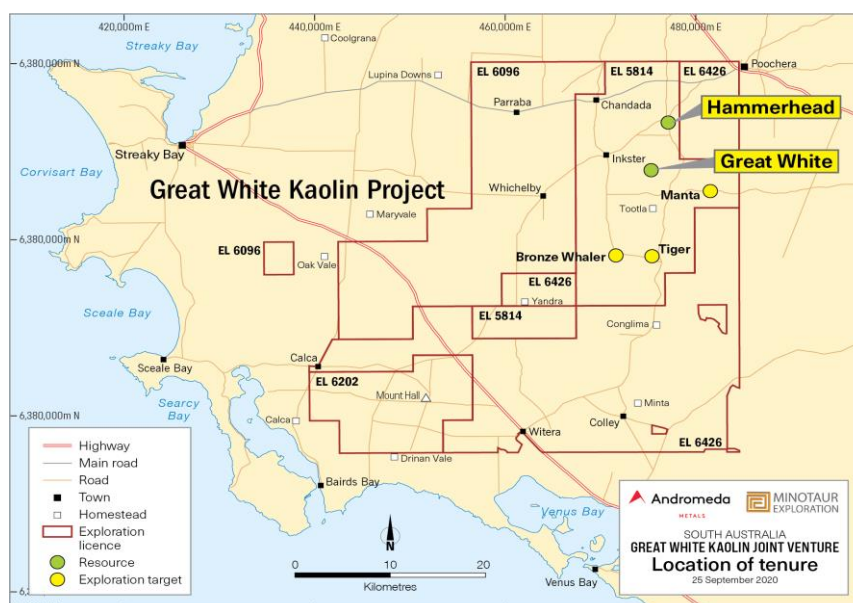 420,000m E
440,000m E
460,000m E
480,000m E
Streaky Bay
Coolgrana
6,380,000m N
Lupina Downs
EL 6096
EL 5814
EL 6426
Poochera
Parraba
Chandada
Hammerhead
Streaky Bay
Corvisart Bay
Inkster
Great White
Great White Kaolin Project
Whichelby
Manta
Maryvale
Tootla
6,380,000m N
EL 6096
Oak Vale
Bronze Whaler
Tiger
EL 6426
Yandra
Sceale Bay
EL 5814
Conglima
Calca
Sceale Bay
EL 6202
Searcy
Bay
Mount Hall
Minta
6,380,000m N
Calca
Colley
Witera
EL 6426
Drinan Vale
Bairds Bay
Highway
Main road
Road
Town
Homestead
Exploration
licence
Resource
Exploration target
N
0
10
20
Kilometres
Venus Bay
Venus Bay
Andromeda
METALS
MINOTAUR
EXPLORATION
SOUTH AUSTRALIA
GREAT WHITE KAOLIN JOINT VENTURE
Location of tenure
25 September 2020